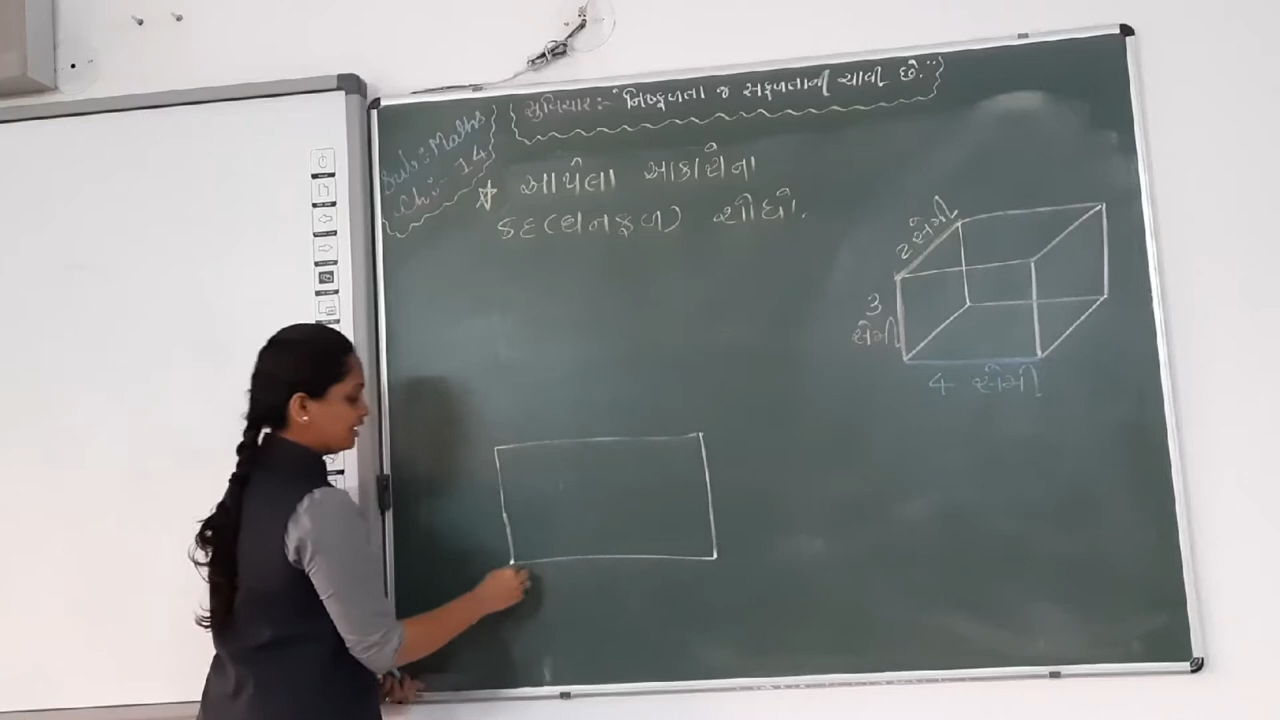 Sub:- Maths
Ch:- 14
સુવિચાર:- "નિષ્ફળતા જ સફળતાની ચાવી છે."
આપેલા આકારોના
કદ(ઘનફળ) શોધો.
2 સેમી
3
સેમી
4 સેમી